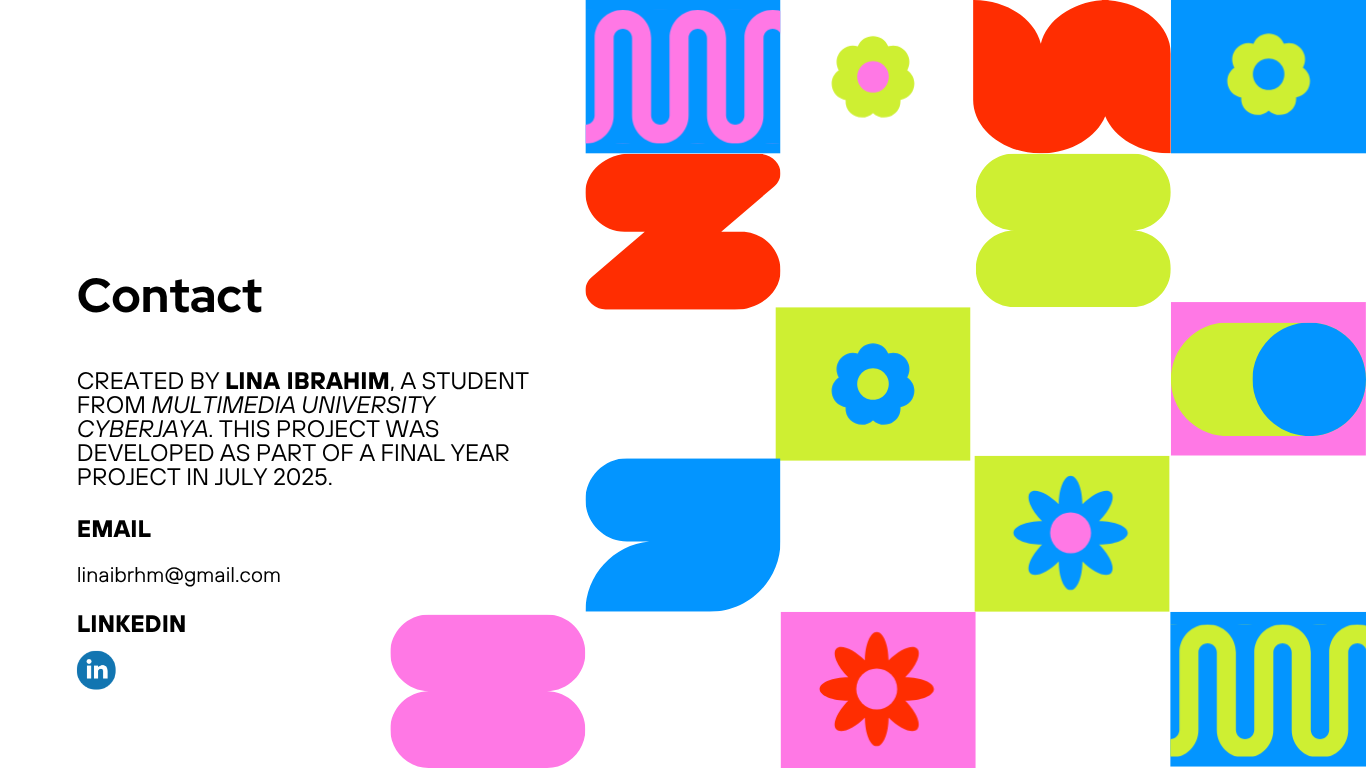 Contact
CREATED BY LINA IBRAHIM, A STUDENT
FROM MULTIMEDIA UNIVERSITY
CYBERJAYA. THIS PROJECT WAS
DEVELOPED AS PART OF A FINAL YEAR
PROJECT IN JULY 2025.
EMAIL
linaibrhm@gmail.com
LINKEDIN
in